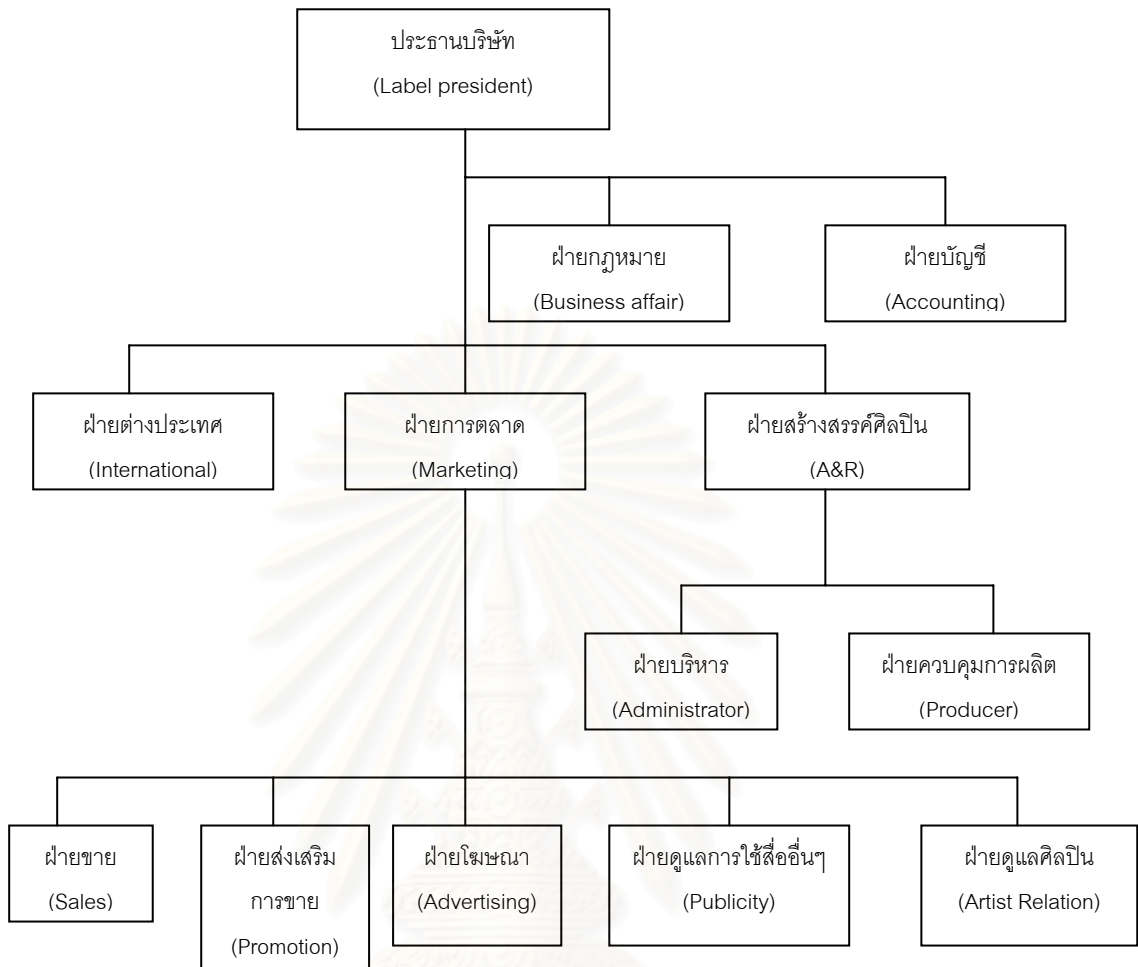 ประธานบริษัท
(Label president)
ฝ่ายกฎหมาย
(Business affair)
ฝ่ายบัญชี
(Accounting)
ฝ่ายต่างประเทศ
(International)
ฝ่ายการตลาด
(Marketing)
ฝ่ายสร้างสรรค์ศิลปิน
(A&R)
ฝ่ายบริหาร
(Administrator)
ฝ่ายควบคุมการผลิต
(Producer)
ฝ่ายขาย
(Sales)
ฝ่ายส่งเสริม
การขาย
(Promotion)
ฝ่ายโฆษณา
(Advertising)
ฝ่ายดูแลการใช้สื่ออื่นๆ
(Publicity)
ฝ่ายดูแลศิลปิน
(Artist Relation)